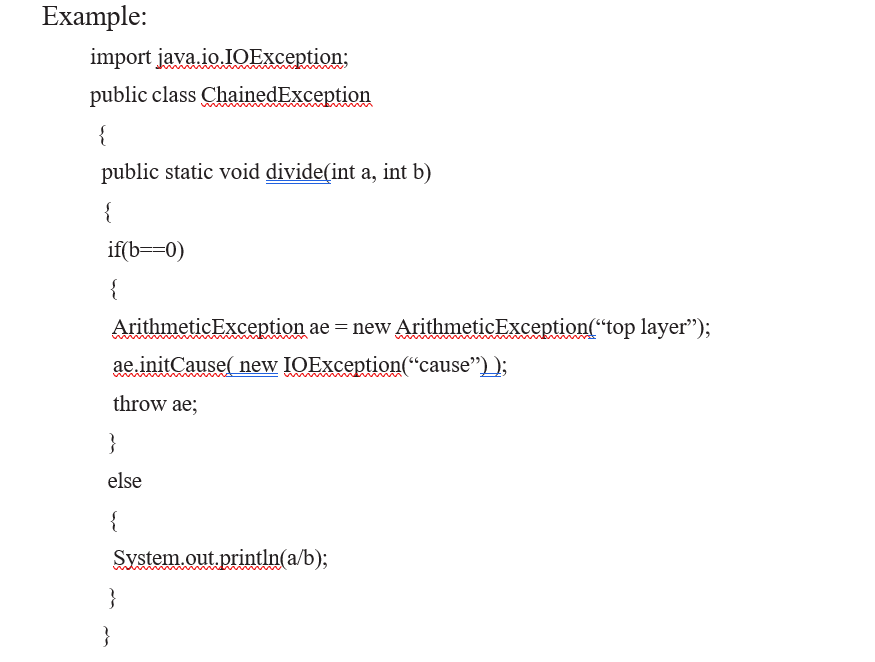 Example:
import java.io.IOException;
public class ChainedException
{
public static void divide(int a, int b)
{
if(b==0)
{
ArithmeticException ae = new ArithmeticException(“top layer”);
ae.initCause( new IOException(“cause”) );
throw ae;
}
else
{
System.out.println(a/b);
}
}